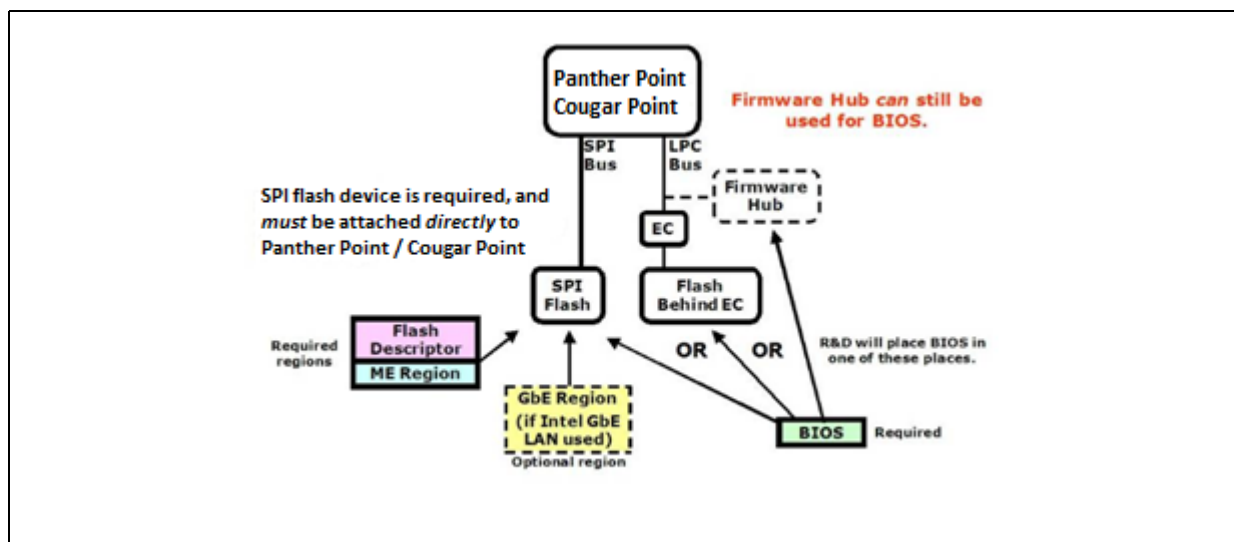 Panther Point
Cougar Point
Firmware Hub can still be
used for BIOS.
SPI
Bus
LPC
Bus
SPI flash device is required, and
must be attached directly to
Panther Point / Cougar Point
Firmware
Hub
EC
SPI
Flash
Flash
Behind EC
Required
regions
Flash
Descriptor
ME Region
OR
OR
R&D will place BIOS in
one of these places.
GbE Region
(if Intel GbE
LAN used)
Optional region
BIOS
Required